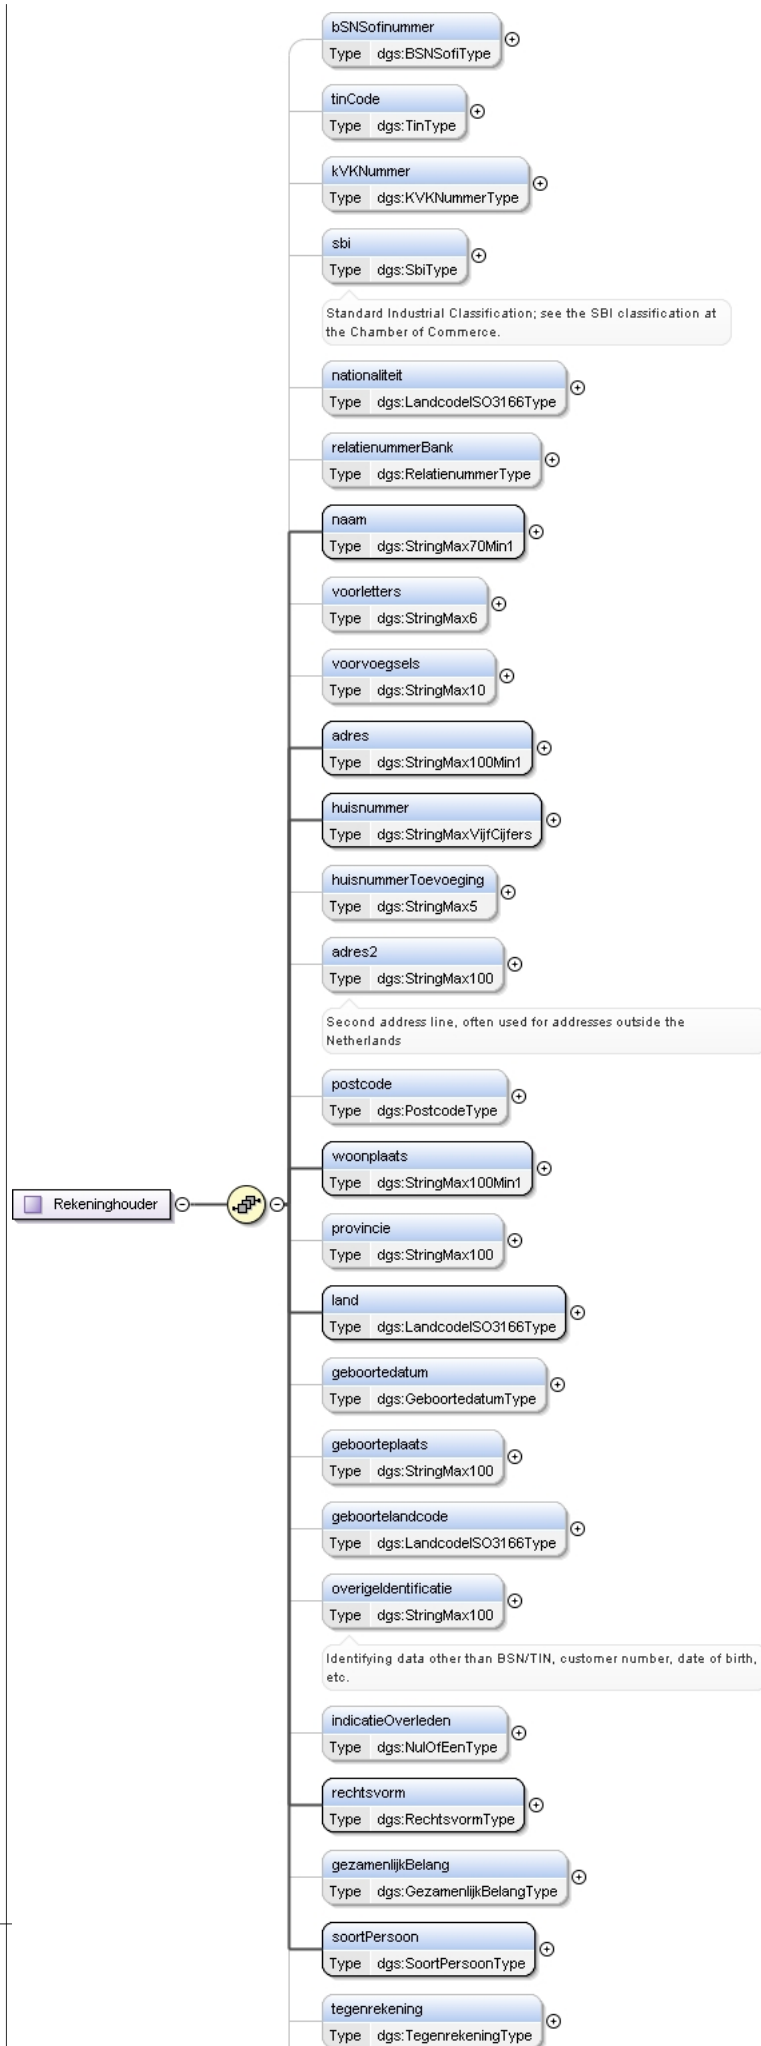 bSNSofinummer
Type dgs:BSNSofiType
tinCode
Type dgs:TinType
kVKNummer
Type dgs:KVKNummerType
sbi
Type dgs:SbiType
Standard Industrial Classification; see the SBI classification at
the Chamber of Commerce.
nationaliteit
Type dgs:LandcodeISO3166Type
relatienummerBank
Type dgs:RelatienummerType
naam
Type dgs:StringMax70Min1
voorletters
Type dgs:StringMax6
voorvoegsels
Type dgs:StringMax10
adres
Type dgs:StringMax100Min1
huisnummer
Type dgs:StringMaxVijfCijfers
huisnummerToevoeging
Type dgs:StringMax5
adres2
Type dgs:StringMax100
Second address line, often used for addresses outside the
Netherlands
postcode
Type dgs:PostcodeType
woonplaats
Type dgs:StringMax100Min1
Rekeninghouder
provincie
Type dgs:StringMax100
land
Type dgs:LandcodeISO3166Type
geboortedatum
Type dgs:GeboortedatumType
geboorteplaats
Type dgs:StringMax100
geboortelandcode
Type dgs:LandcodeISO3166Type
overigeIdentificatie
Type dgs:StringMax100
Identifying data other than BSN/TIN, customer number, date of birth,
etc.
indicatieOverleden
Type dgs:NulOfEenType
rechtsvorm
Type dgs:RechtsvormType
gezamenlijkBelang
Type dgs:GezamenlijkBelangType
soortPersoon
Type dgs:SoortPersoonType
tegenrekening
Type dgs:TegenrekeningType